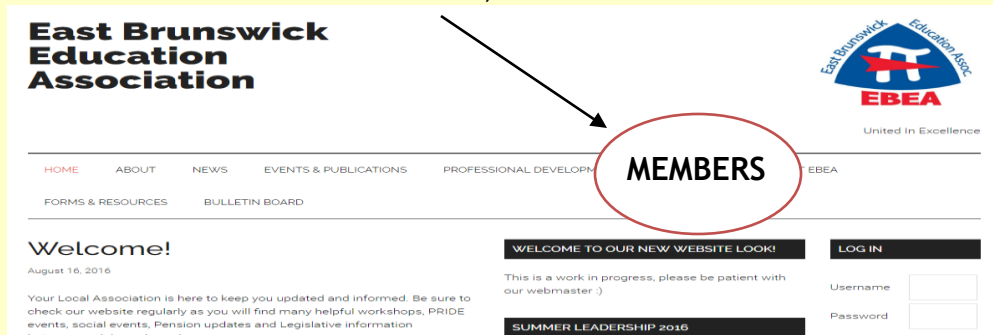 East Brunswick
Education
Association
East Brunswick Education Assoc.
EBEA
United In Excellence
HOME ABOUT NEWS EVENTS & PUBLICATIONS PROFESSIONAL DEVELOPM MEMBERS EBEA
FORMS & RESOURCES BULLETIN BOARD
Welcome!
August 16, 2016
Your Local Association is here to keep you updated and informed. Be sure to
check our website regularly as you will find many helpful workshops, PRIDE
events, social events, Pension updates and Legislative information
WELCOME TO OUR NEW WEBSITE LOOK!
This is a work in progress, please be patient with
our webmaster :)
SUMMER LEADERSHIP 2016
LOG IN
Username
Password